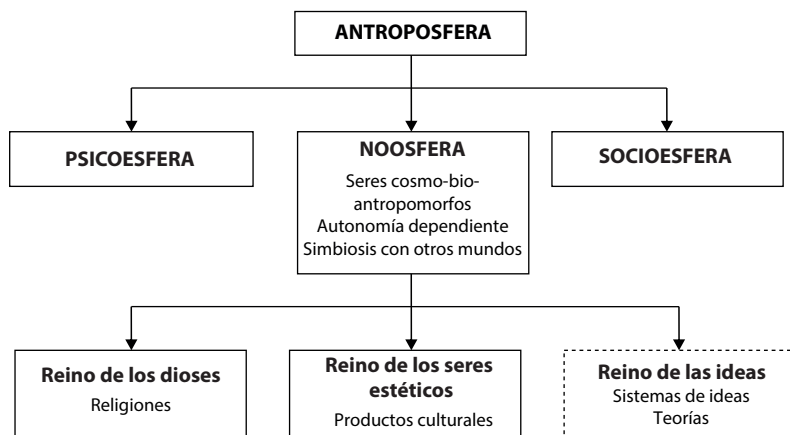 ANTROPOSFERA
PSICOESFERA
NOOSFERA
Seres cosmo-bio-
antropomorfos
Autonomía dependiente
Simbiosis con otros mundos
SOCIOESFERA
Reino de los dioses
Religiones
Reino de los seres
estéticos
Productos culturales
Reino de las ideas
Sistemas de ideas
Teorías